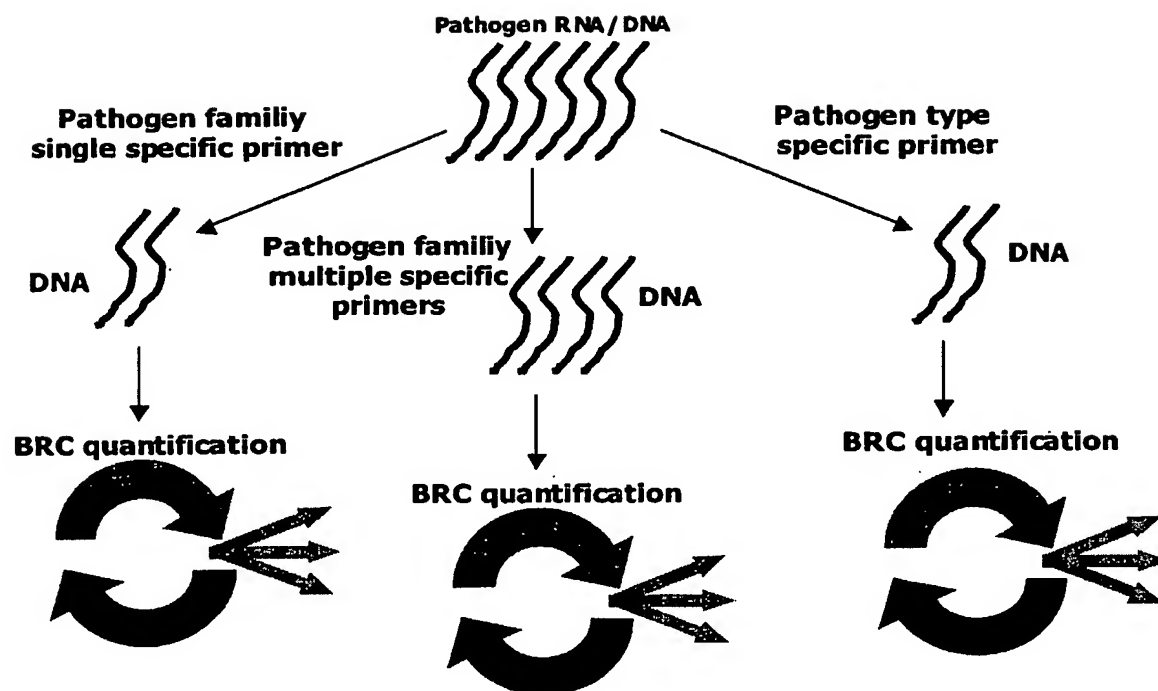 Pathogen RNA/DNA
Pathogen familiy
single specific primer
Pathogen type
specific primer
Pathogen familiy
multiple specific
primers
DNA
DNA
DNA
BRC quantification
BRC quantification
BRC quantification